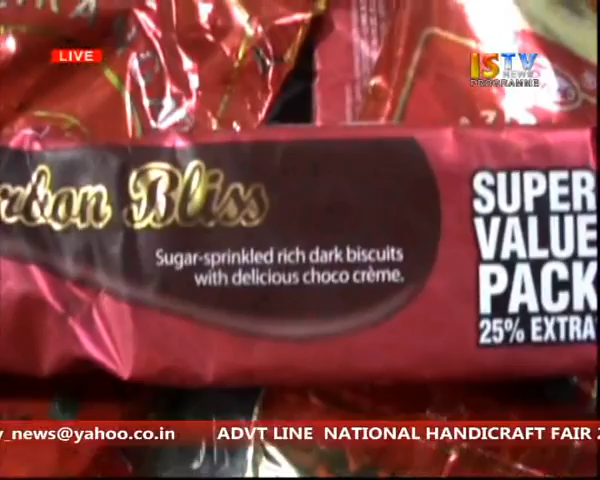 LIVE
ISTV
NEWS
PROGRAMME
Bliss
Sugar-sprinkled rich dark biscuits
with delicious choco crème.
SUPER
VALUE
PACK
25% EXTRA
_news@yahoo.co.in ADVT LINE NATIONAL HANDICRAFT FAIR